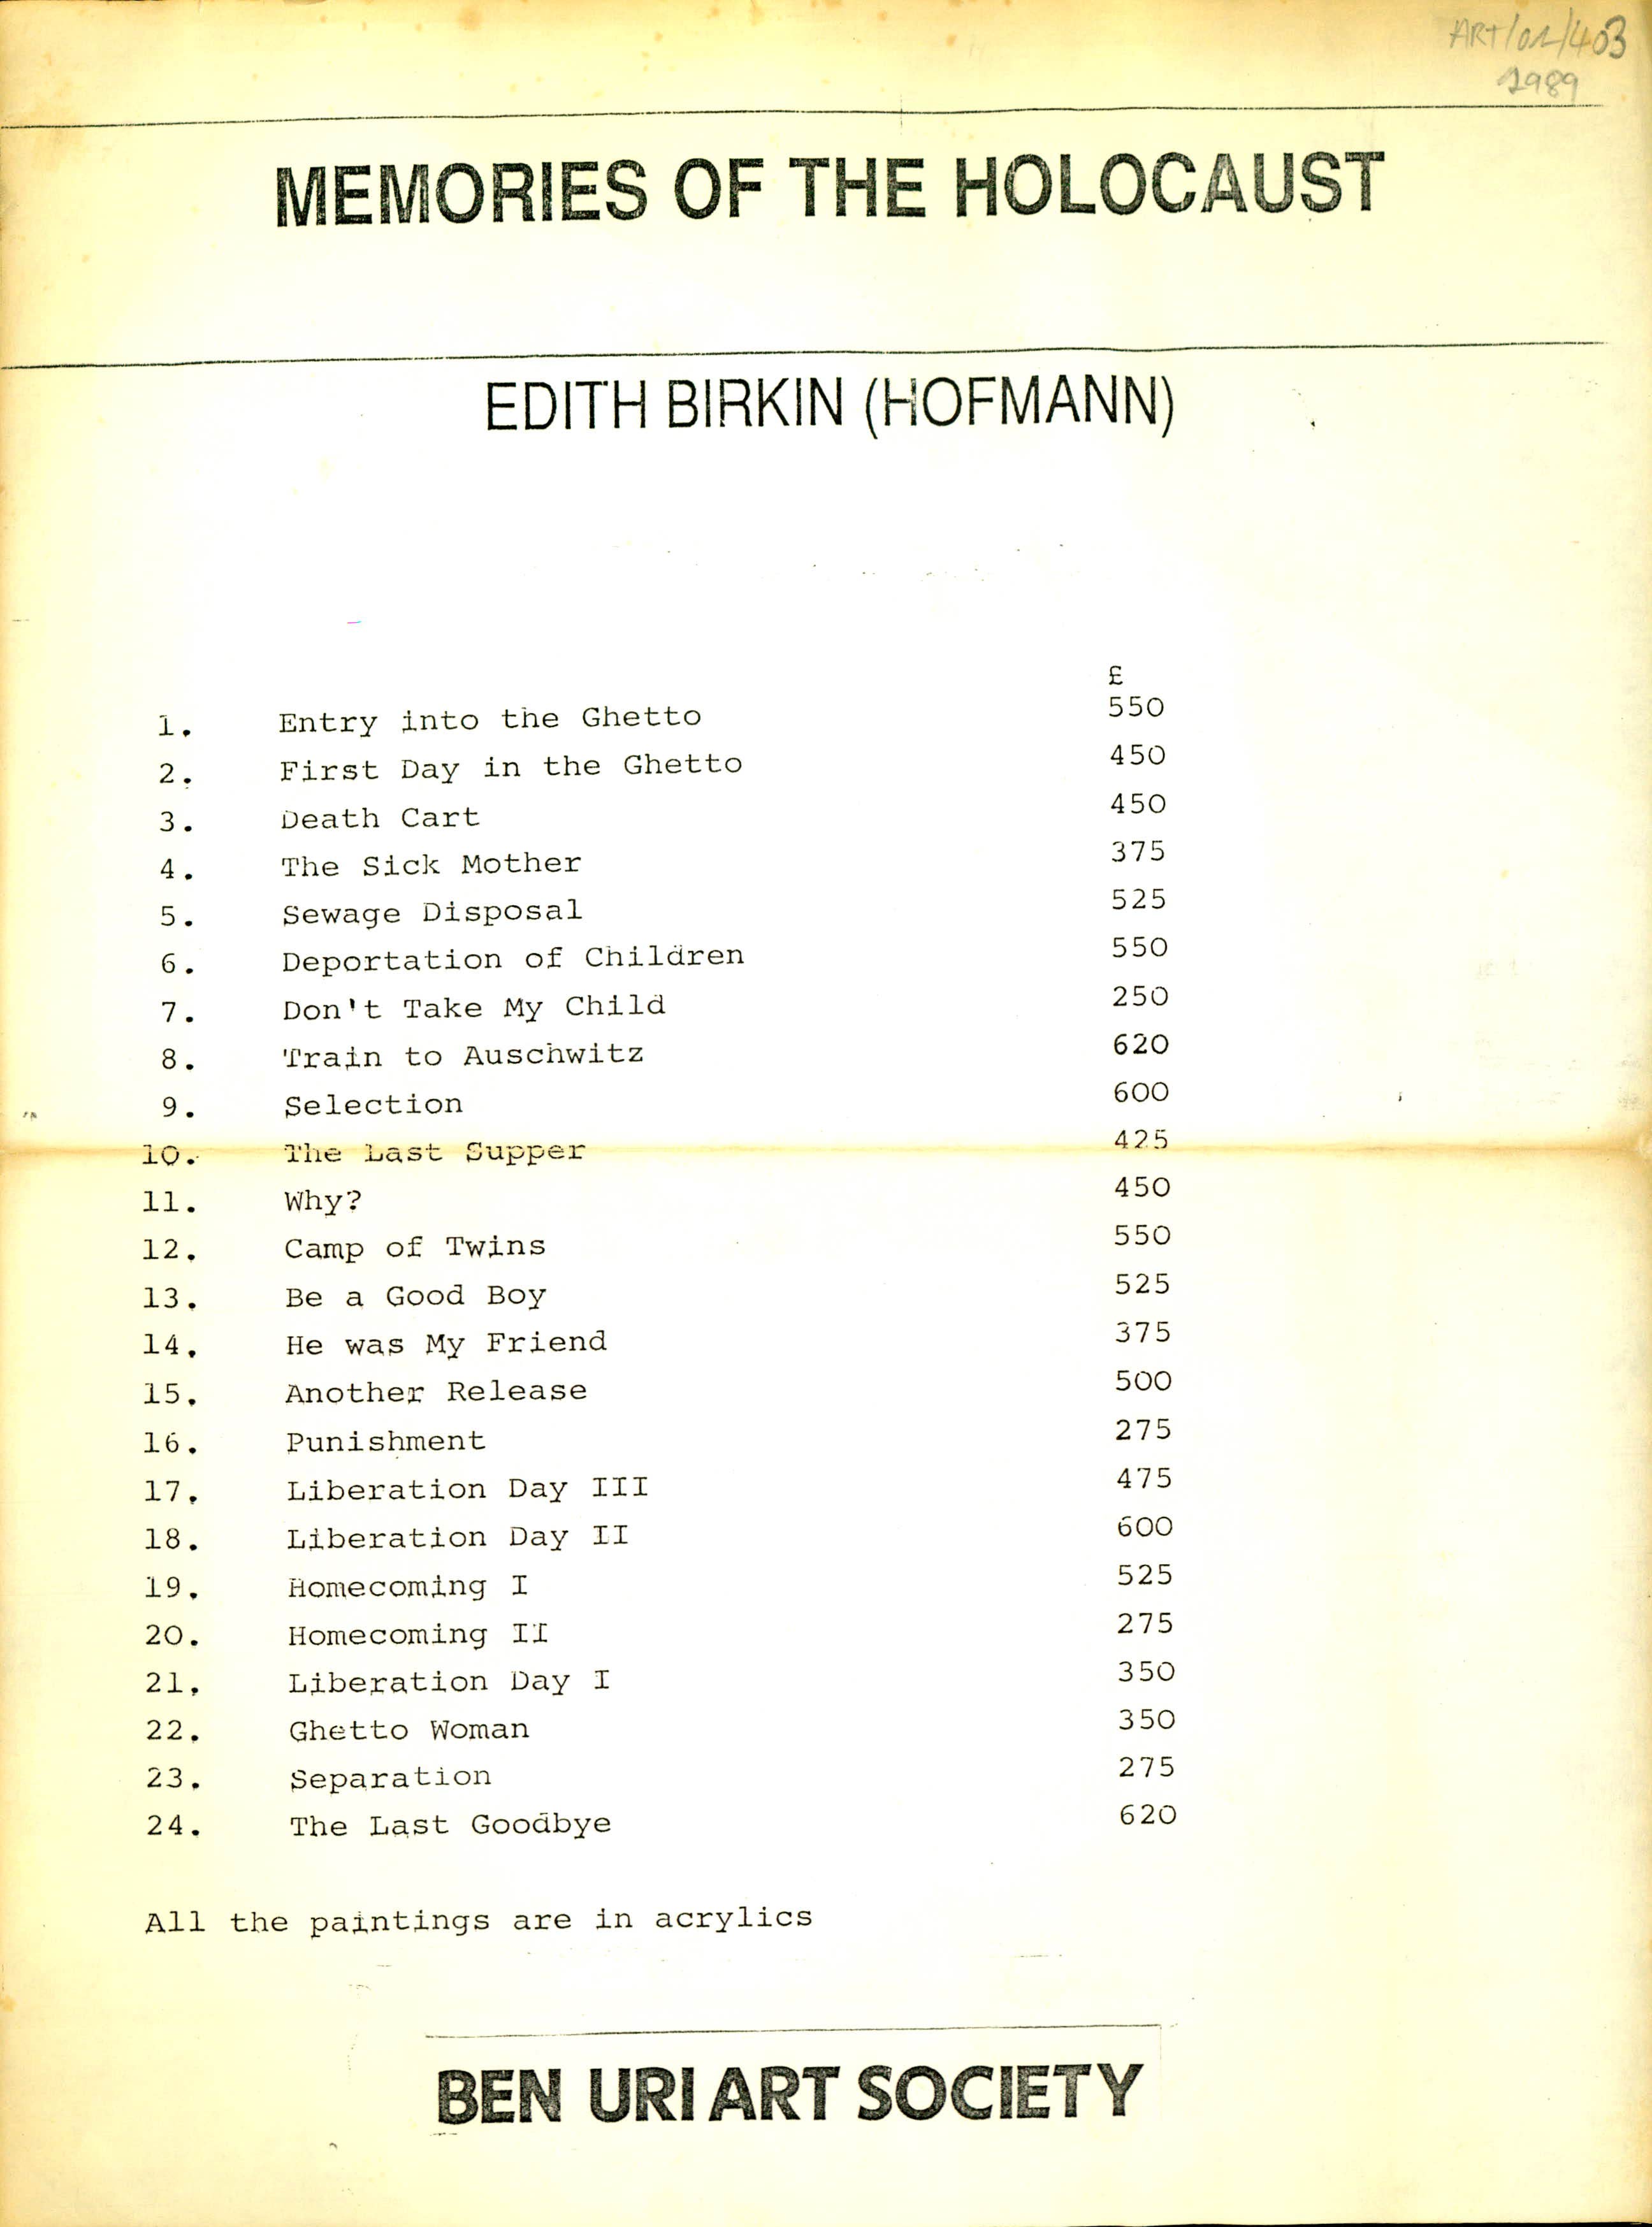 ART/01/403
1989
MEMORIES OF THE HOLOCAUST
EDITH BIRKIN (HOFMANN)
£
1. Entry into the Ghetto 550
2. First Day in the Ghetto 450
3. Death Cart 450
4. The Sick Mother 375
5. Sewage Disposal 525
6. Deportation of Children 550
7. Don't Take My Child 250
8. Train to Auschwitz 620
9. Selection 600
10. The Last Supper 425
11. Why? 450
12. Camp of Twins 550
13. Be a Good Boy 525
14. He was My Friend 375
15. Another Release 500
16. Punishment 275
17. Liberation Day III 475
18. Liberation Day II 600
19. Homecoming I 525
20. Homecoming II 275
21. Liberation Day I 350
22. Ghetto Woman 350
23. Separation 275
24. The Last Goodbye 620
All the paintings are in acrylics
BEN URI ART SOCIETY